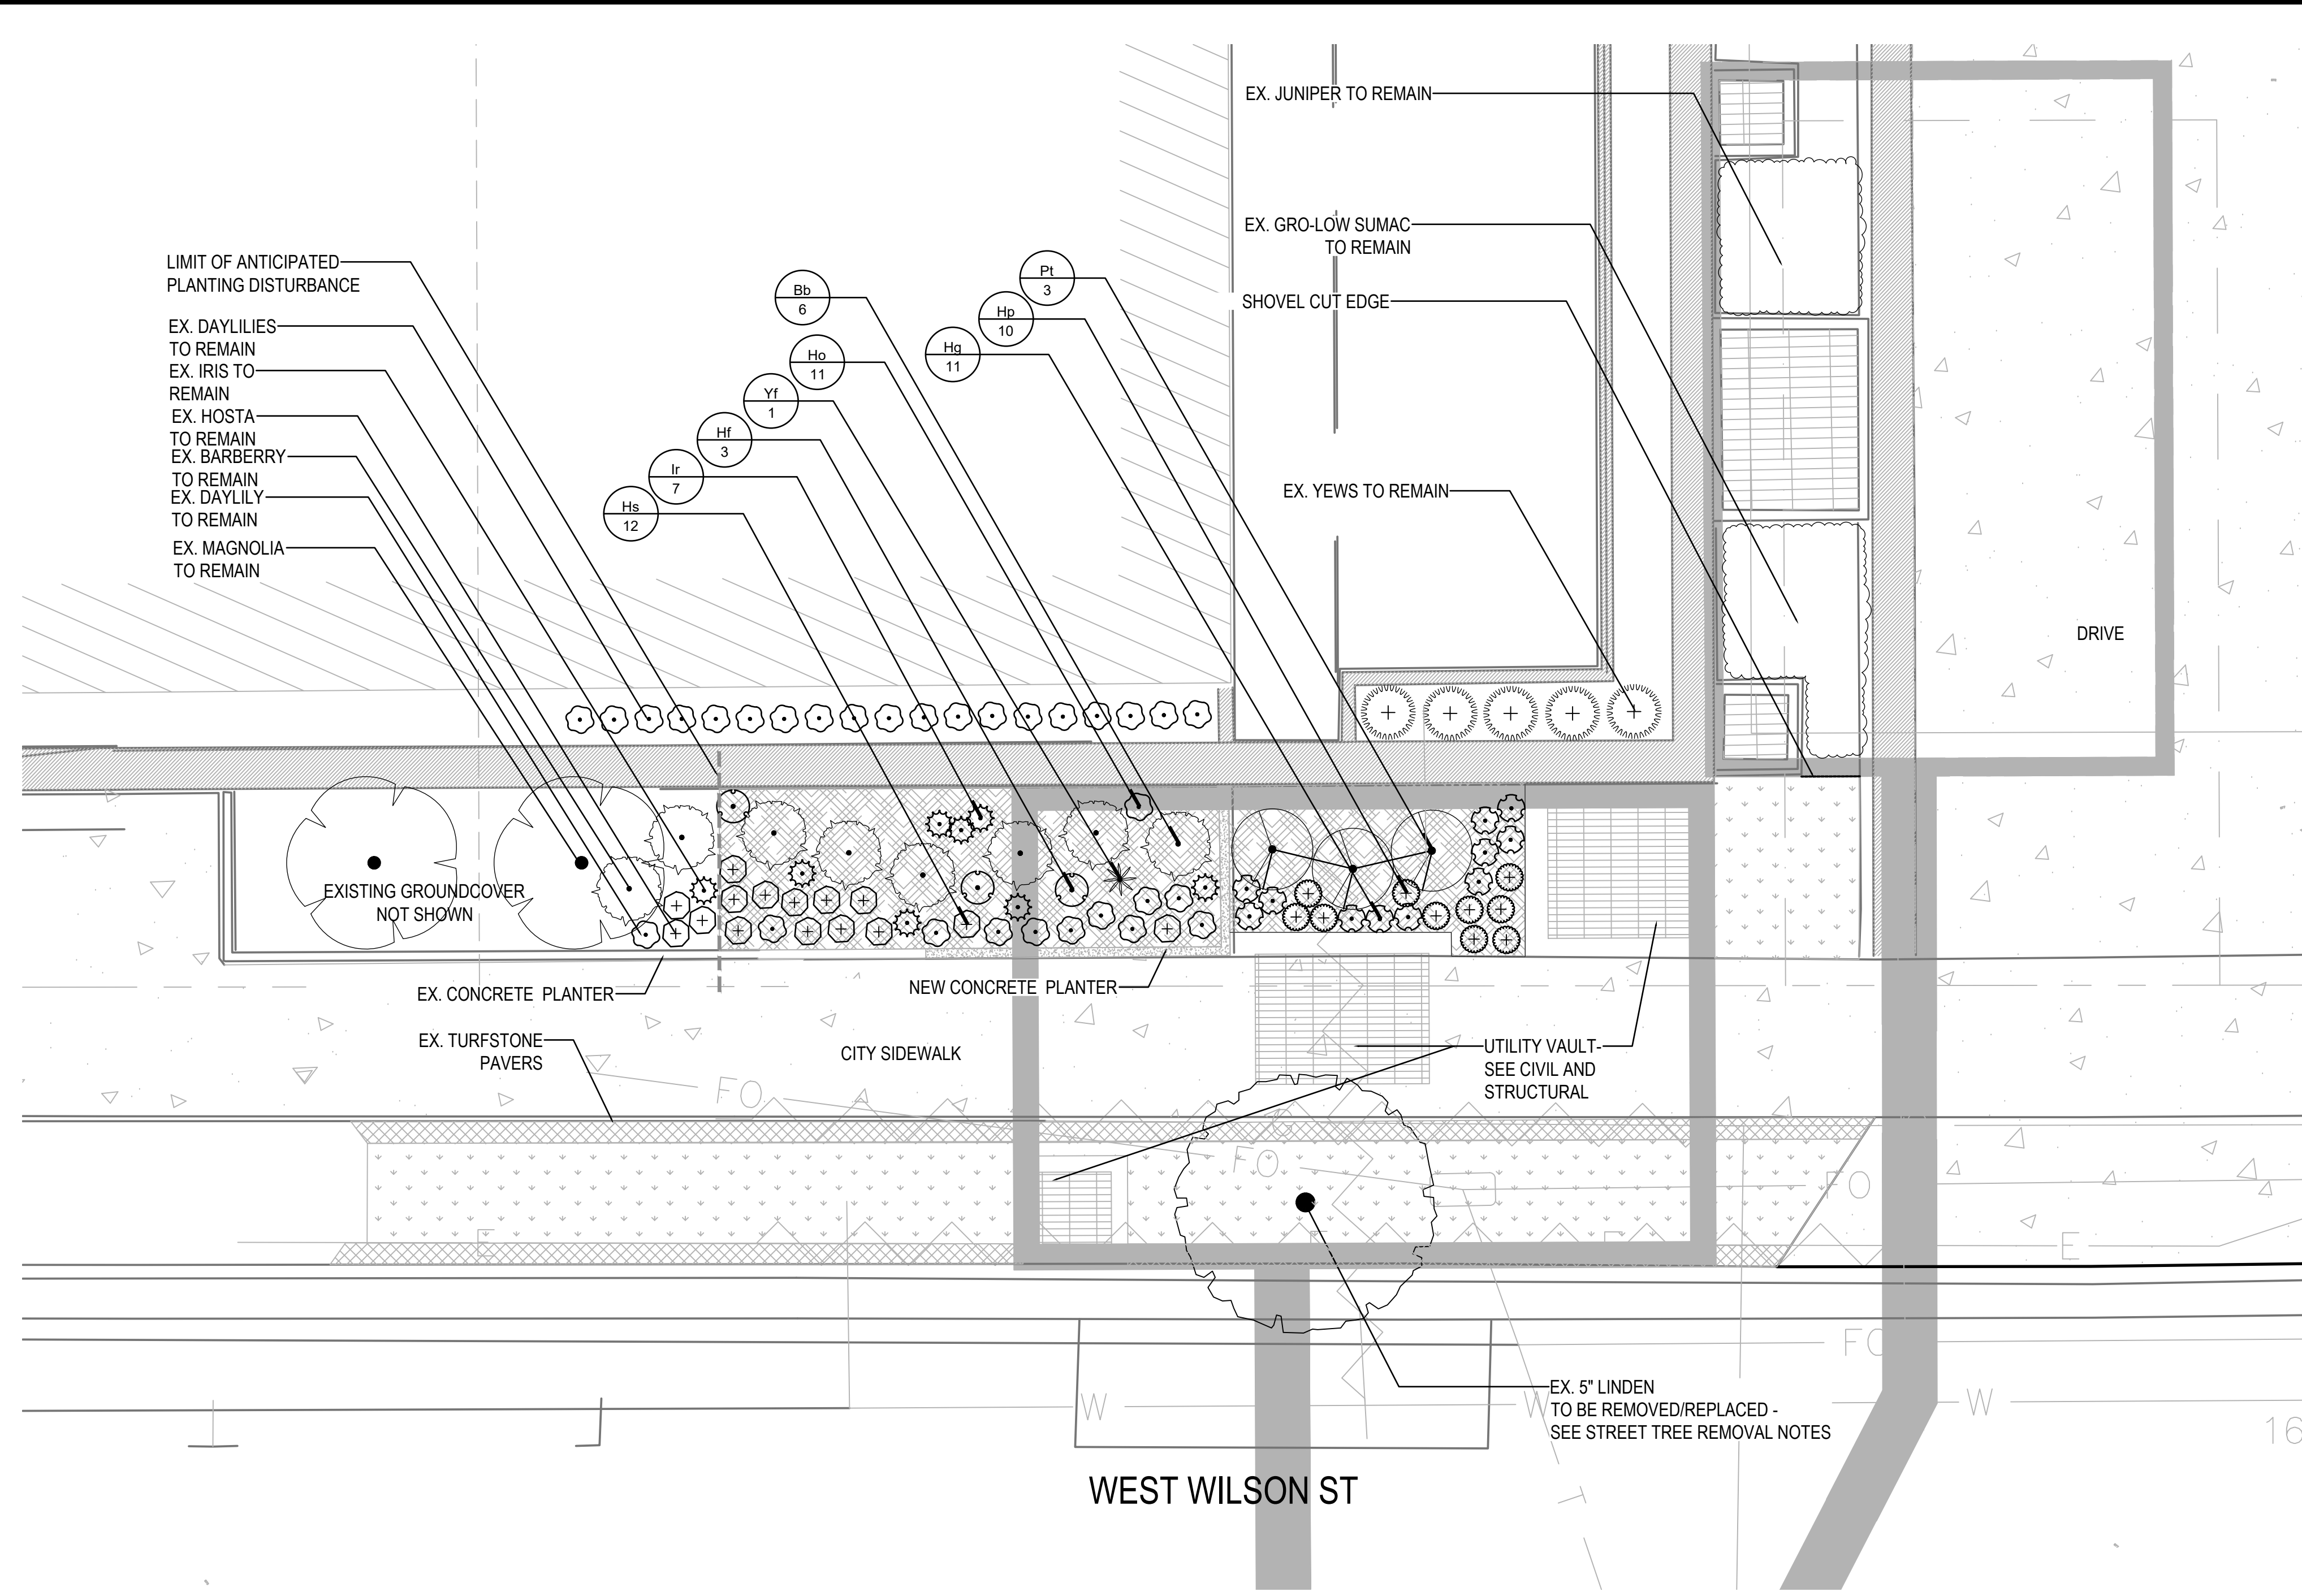 EX. JUNIPER TO REMAIN
EX. GRO-LOW SUMAC
TO REMAIN
SHOVEL CUT EDGE
EX. YEWS TO REMAIN
LIMIT OF ANTICIPATED
PLANTING DISTURBANCE
EX. DAYLILIES
TO REMAIN
EX. IRIS TO
REMAIN
EX. HOSTA
TO REMAIN
EX. BARBERRY
TO REMAIN
EX. DAYLILY
TO REMAIN
EX. MAGNOLIA
TO REMAIN
Pt
3
Bb
6
Hp
10
Hg
11
Ho
11
Yf
1
Hf
3
Ir
7
Hs
12
DRIVE
EXISTING GROUNDCOVER
NOT SHOWN
EX. CONCRETE PLANTER
NEW CONCRETE PLANTER
EX. TURFSTONE
PAVERS
CITY SIDEWALK
UTILITY VAULT-
SEE CIVIL AND
STRUCTURAL
FO
G
FO
FO
E
E
E
E
FO
EX. 5" LINDEN
TO BE REMOVED/REPLACED -
SEE STREET TREE REMOVAL NOTES
W
W
W
16
WEST WILSON ST
T